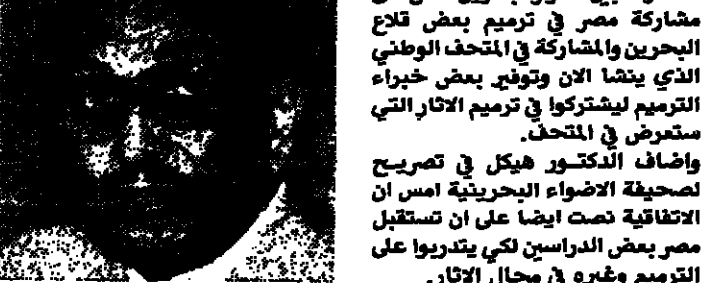 مشاركة مصر في ترميم بعض قلاع
البحرين والمشاركة في المتحف الوطني
الذي ينشا الان وتوفير بعض خبراء
الترميم ليشتركوا في ترميم الاثار التي
ستعرض في المتحف.
واضاف الدكتور هيكل في تصريح
لصحيفة الاضواء البحرينية امس ان
الاتفاقية نصت ايضا على ان تستقبل
مصر بعض الدراسين لكي يتدربوا على
الترميم وغيره في مجال الاثار.